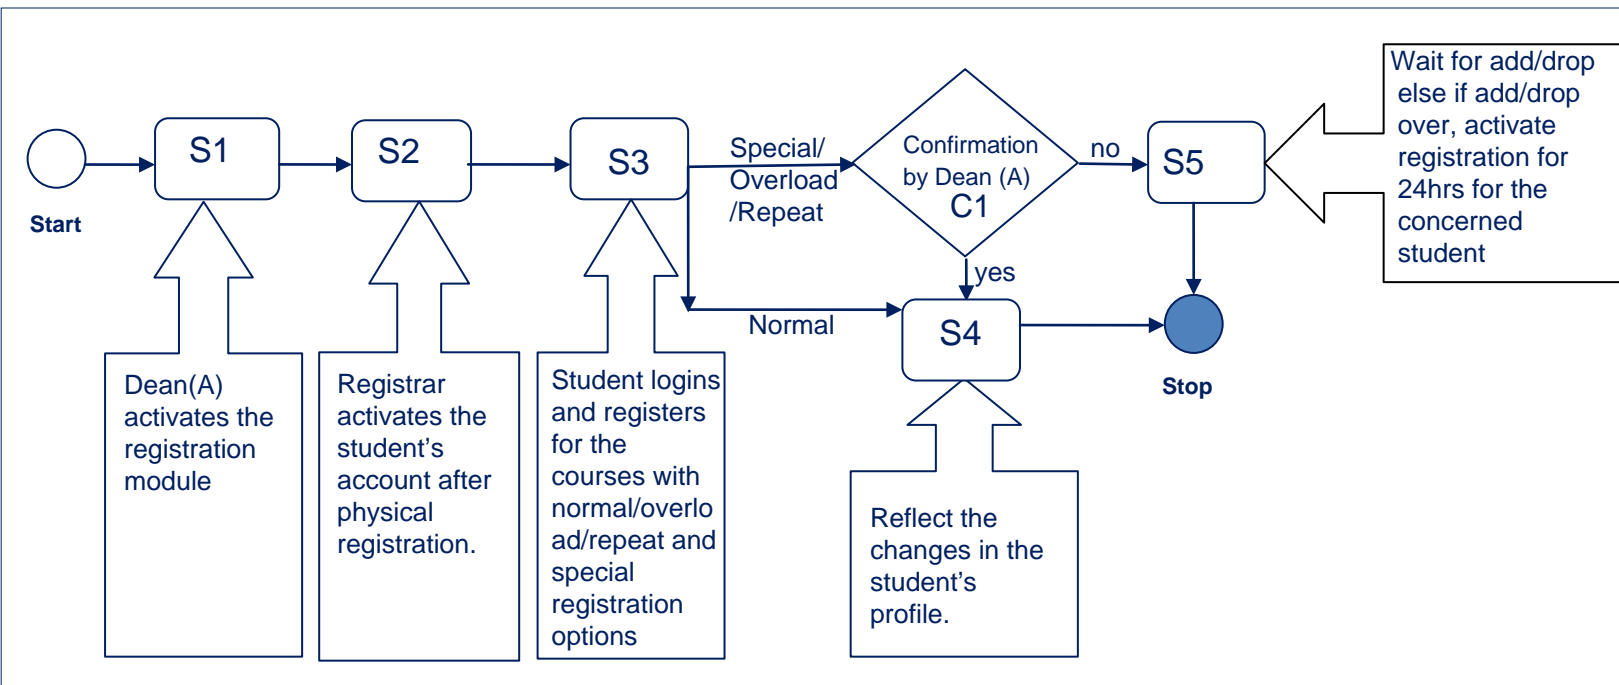 Start
S1
S2
S3
Special/
Overload
/Repeat
Normal
Confirmation
by Dean (A)
C1
no
yes
S5
S4
Stop
Wait for add/drop
else if add/drop
over, activate
registration for
24hrs for the
concerned
student
Dean(A)
activates the
registration
module
Registrar
activates the
student’s
account after
physical
registration.
Student logins
and registers
for the
courses with
normal/overlo
ad/repeat and
special
registration
options
Reflect the
changes in the
student’s
profile.